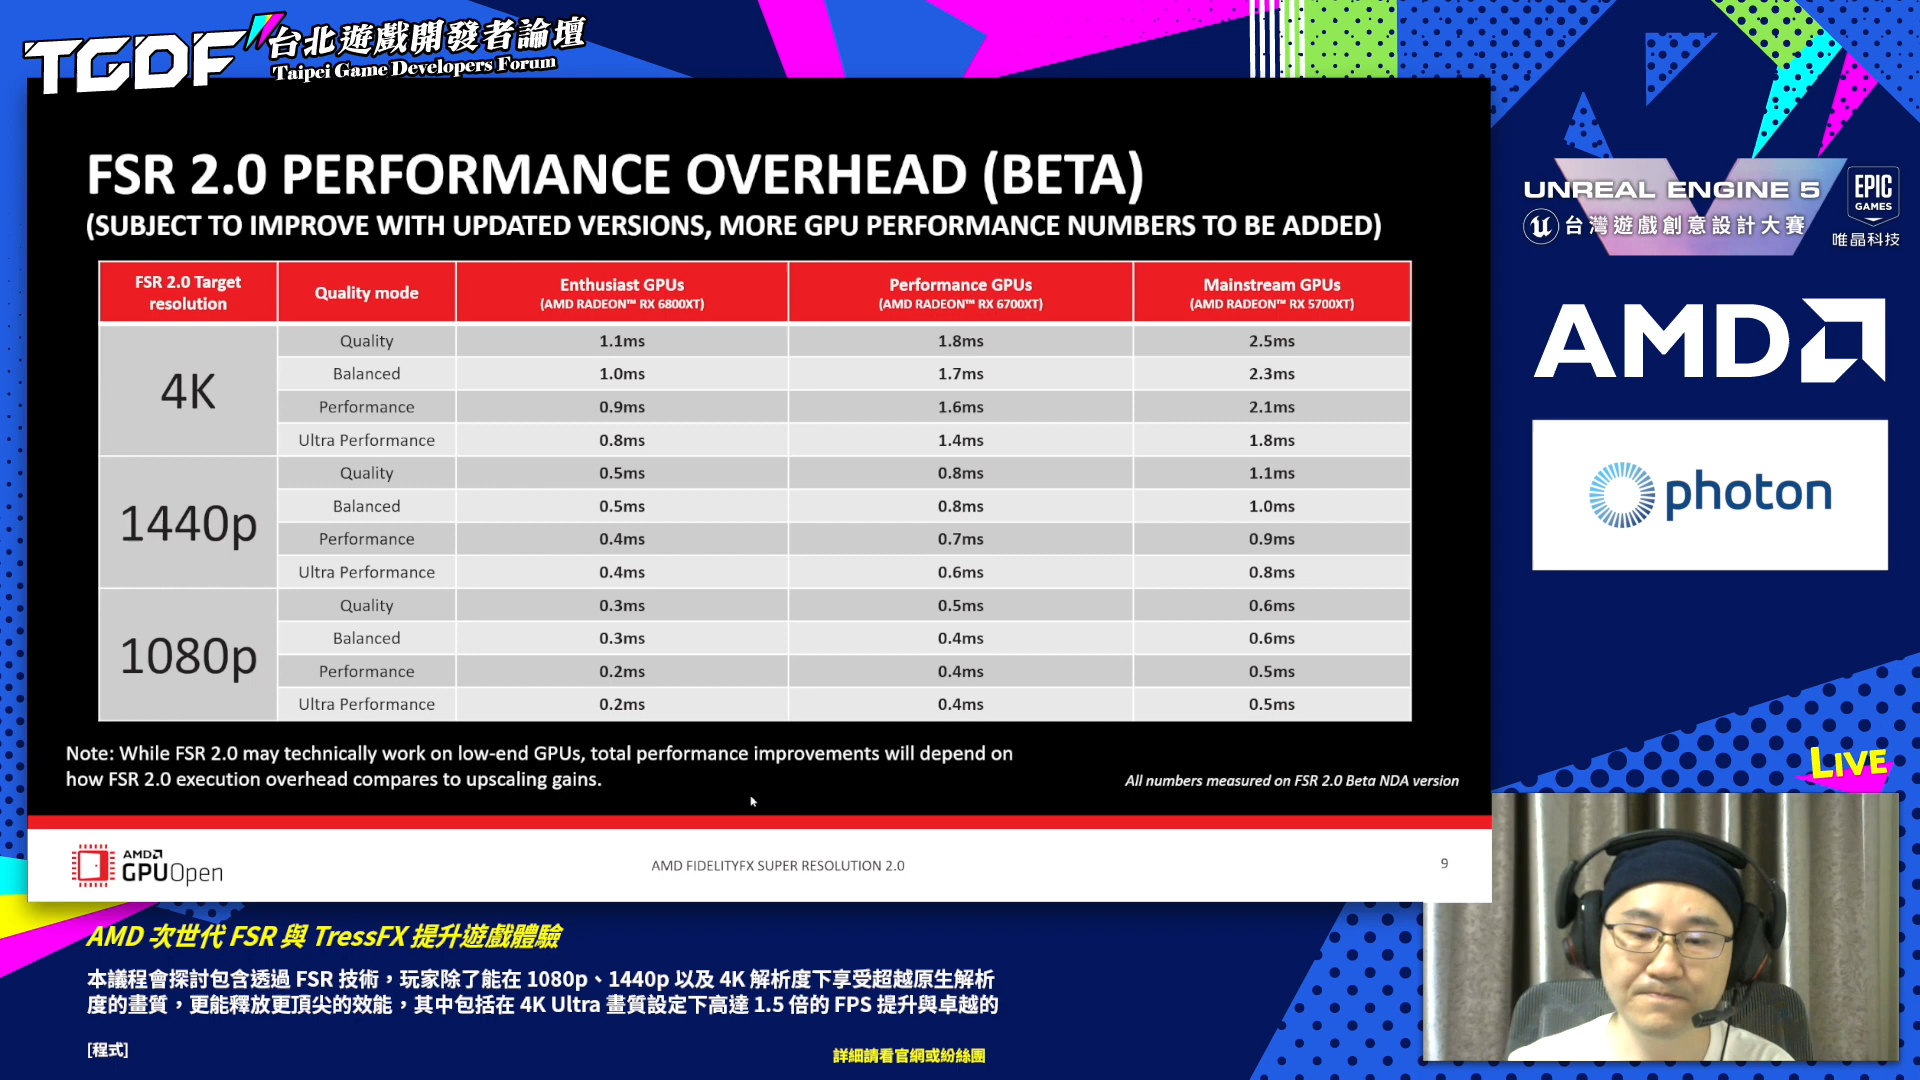 TGDF 台北遊戲開發者論壇
Taipei Game Developers Forum
FSR 2.0 PERFORMANCE OVERHEAD (BETA)
(SUBJECT TO IMPROVE WITH UPDATED VERSIONS, MORE GPU PERFORMANCE NUMBERS TO BE ADDED)
FSR 2.0 Target resolution Quality mode Enthusiast GPUs (AMD RADEON™ RX 6800XT) Performance GPUs (AMD RADEON™ RX 6700XT) Mainstream GPUs (AMD RADEON™ RX 5700XT)
4K
Quality 1.1ms 1.8ms 2.5ms
Balanced 1.0ms 1.7ms 2.3ms
Performance 0.9ms 1.6ms 2.1ms
Ultra Performance 0.8ms 1.4ms 1.8ms
1440p
Quality 0.5ms 0.8ms 1.1ms
Balanced 0.5ms 0.8ms 1.0ms
Performance 0.4ms 0.7ms 0.9ms
Ultra Performance 0.4ms 0.6ms 0.8ms
1080p
Quality 0.3ms 0.5ms 0.6ms
Balanced 0.3ms 0.4ms 0.6ms
Performance 0.2ms 0.4ms 0.5ms
Ultra Performance 0.2ms 0.4ms 0.5ms
Note: While FSR 2.0 may technically work on low-end GPUs, total performance improvements will depend on
how FSR 2.0 execution overhead compares to upscaling gains.
All numbers measured on FSR 2.0 Beta NDA version
AMD
GPUOpen
AMD FIDELITYFX SUPER RESOLUTION 2.0
9
UNREAL ENGINE 5
台灣遊戲創意設計大賽
EPIC
GAMES
唯晶科技
AMD
photon
LIVE
AMD 次世代 FSR 與 TressFX 提升遊戲體驗
本議程會探討包含透過 FSR 技術，玩家除了能在 1080p、1440p 以及 4K 解析度下享受超越原生解析
度的畫質，更能釋放更頂尖的效能，其中包括在 4K Ultra 畫質設定下高達 1.5 倍的 FPS 提升與卓越的
[程式]
詳細請看官網或紛絲團